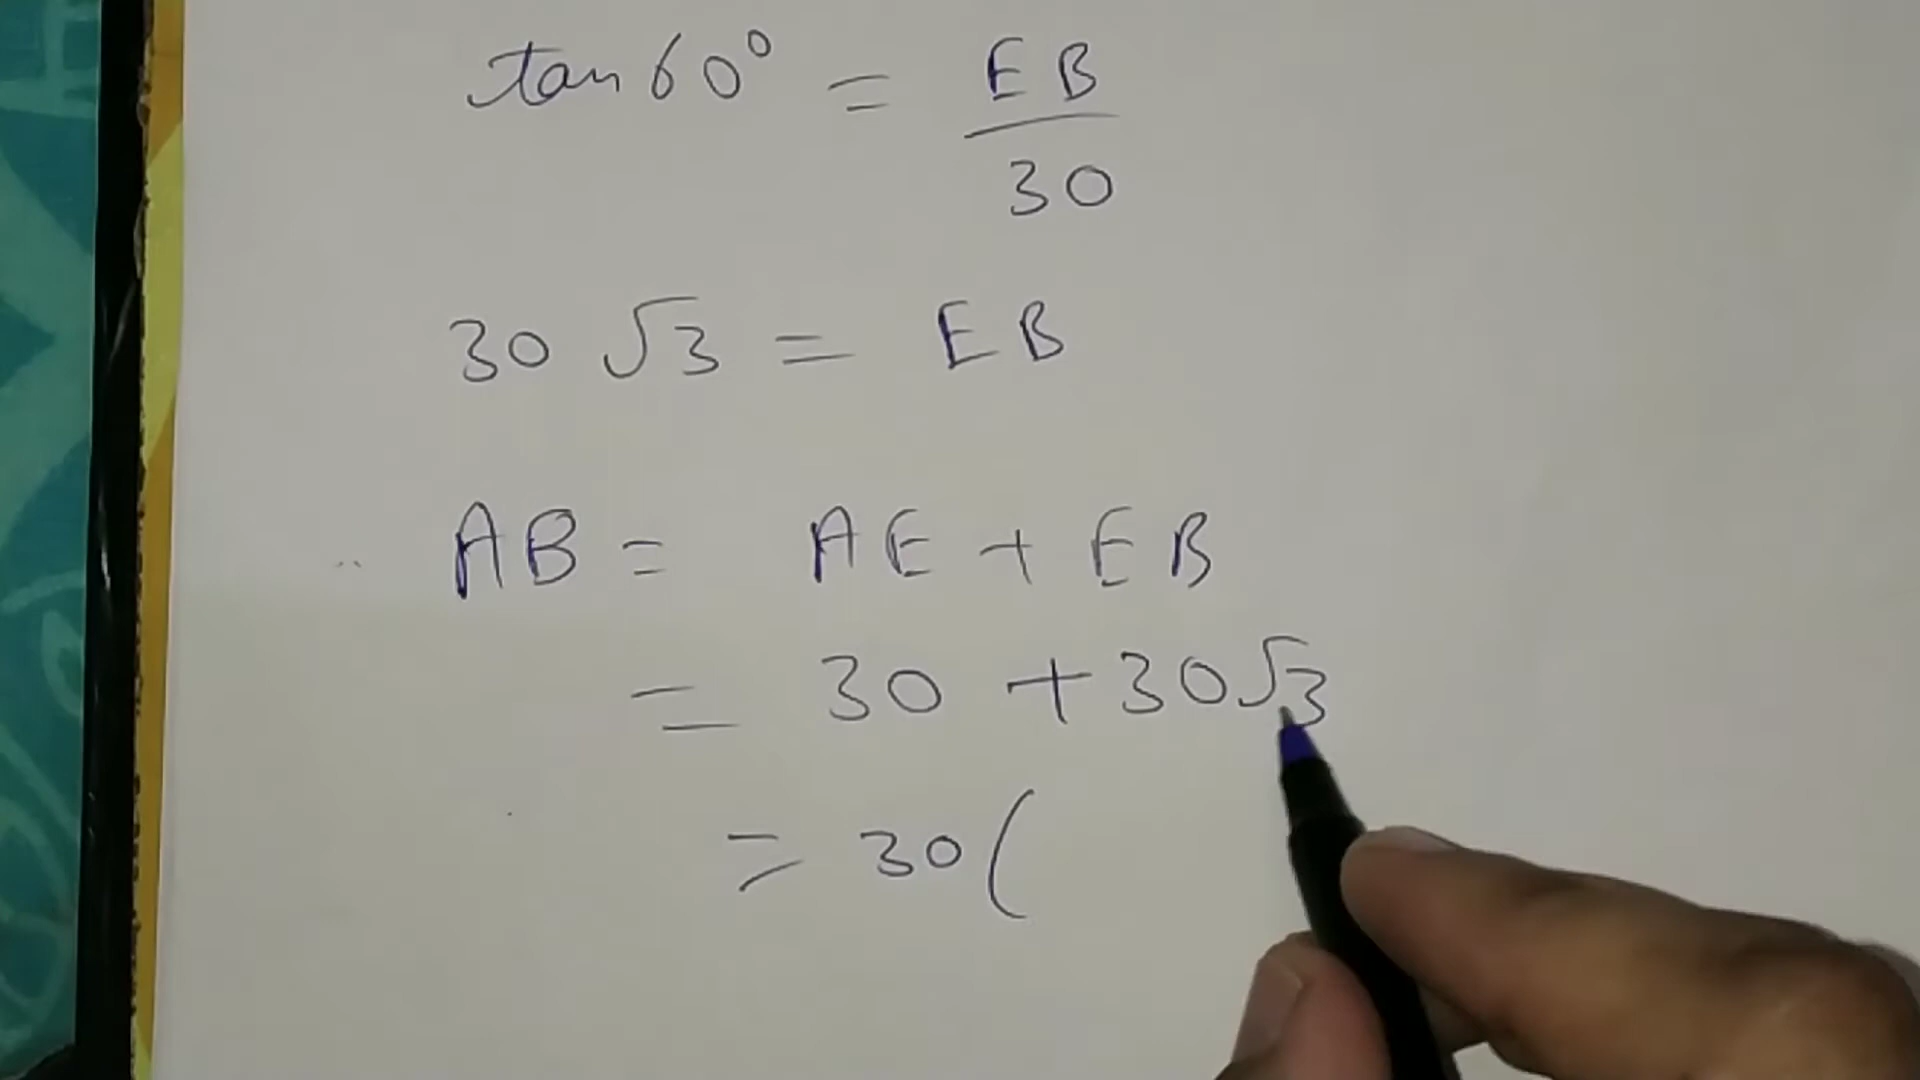 tan 60° = EB/30
30 √3 = EB
AB = AE + EB
= 30 + 30√3
= 30(